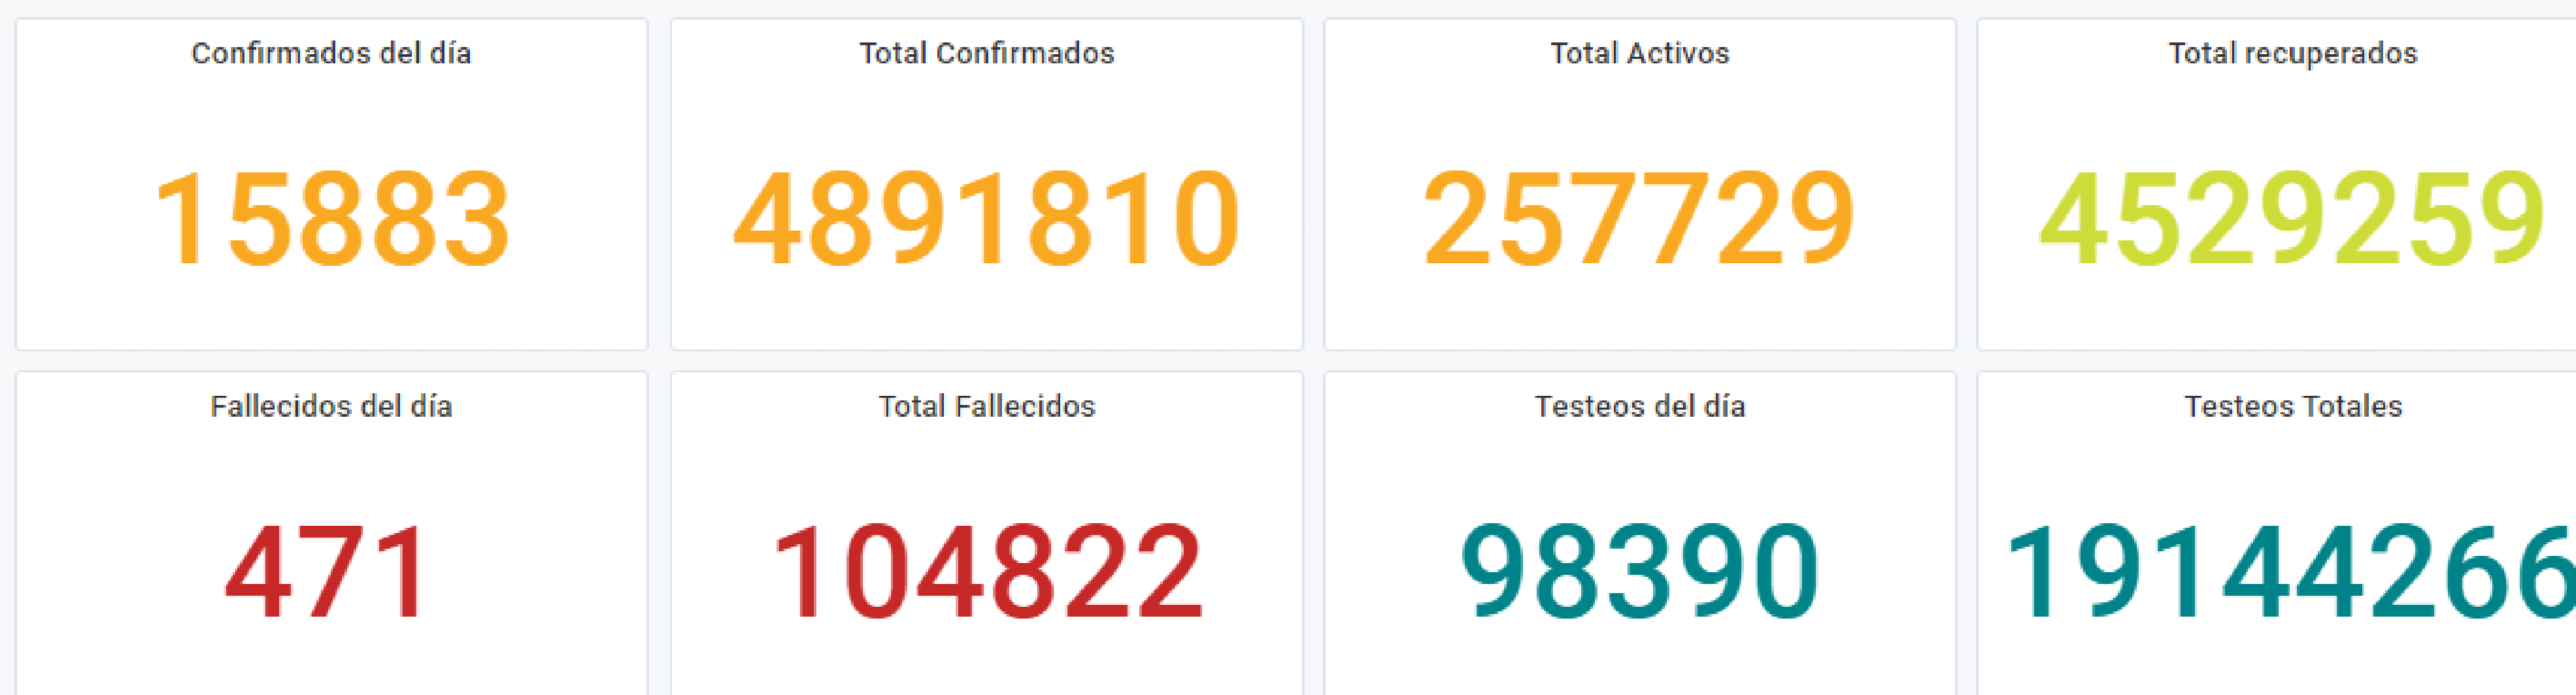 Confirmados del día
Total Confirmados
Total Activos
Total recuperados
15883
4891810
257729
4529259
Fallecidos del día
Total Fallecidos
Testeos del día
Testeos Totales
471
104822
98390
19144266